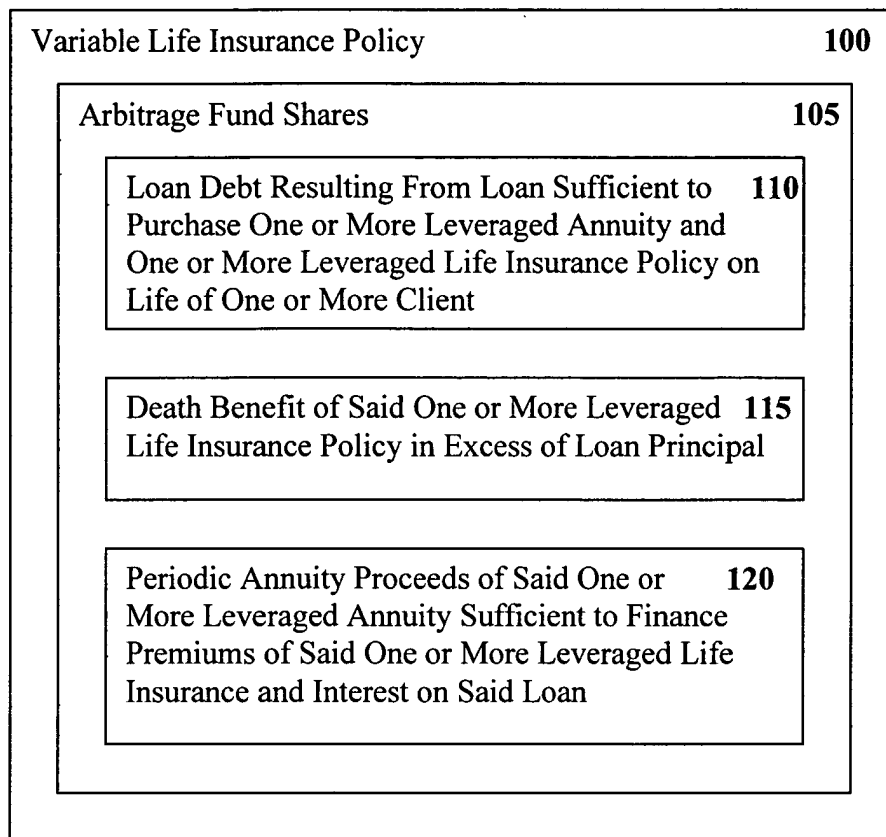 Variable Life Insurance Policy 100
Arbitrage Fund Shares 105
Loan Debt Resulting From Loan Sufficient to 110
Purchase One or More Leveraged Annuity and
One or More Leveraged Life Insurance Policy on
Life of One or More Client
Death Benefit of Said One or More Leveraged 115
Life Insurance Policy in Excess of Loan Principal
Periodic Annuity Proceeds of Said One or 120
More Leveraged Annuity Sufficient to Finance
Premiums of Said One or More Leveraged Life
Insurance and Interest on Said Loan